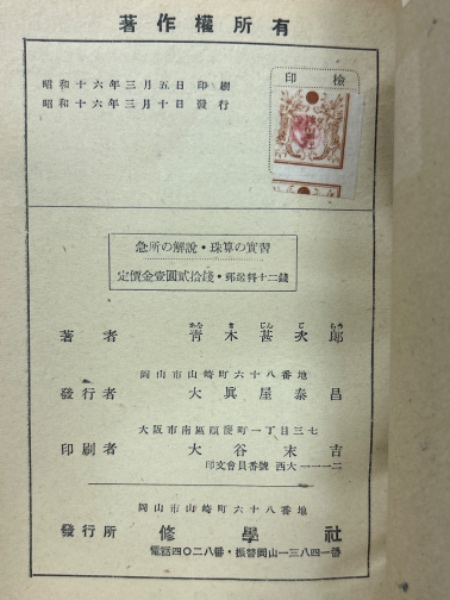 著作權所有
昭和十六年三月五日 印刷
昭和十六年三月十日 發行
檢印
急所の解說・珠算の實習
定價金壹圓貳拾錢・郵送料十二錢
著者 靑木甚次郞
岡山市山崎町六十八番地
發行者 大眞屋泰昌
大阪市南區順慶町一丁目三七
印刷者 大谷末吉
印文會員番號 西大一一一二
岡山市山崎町六十八番地
發行所 修學社
電話四〇二八番・振替岡山一三八四一番